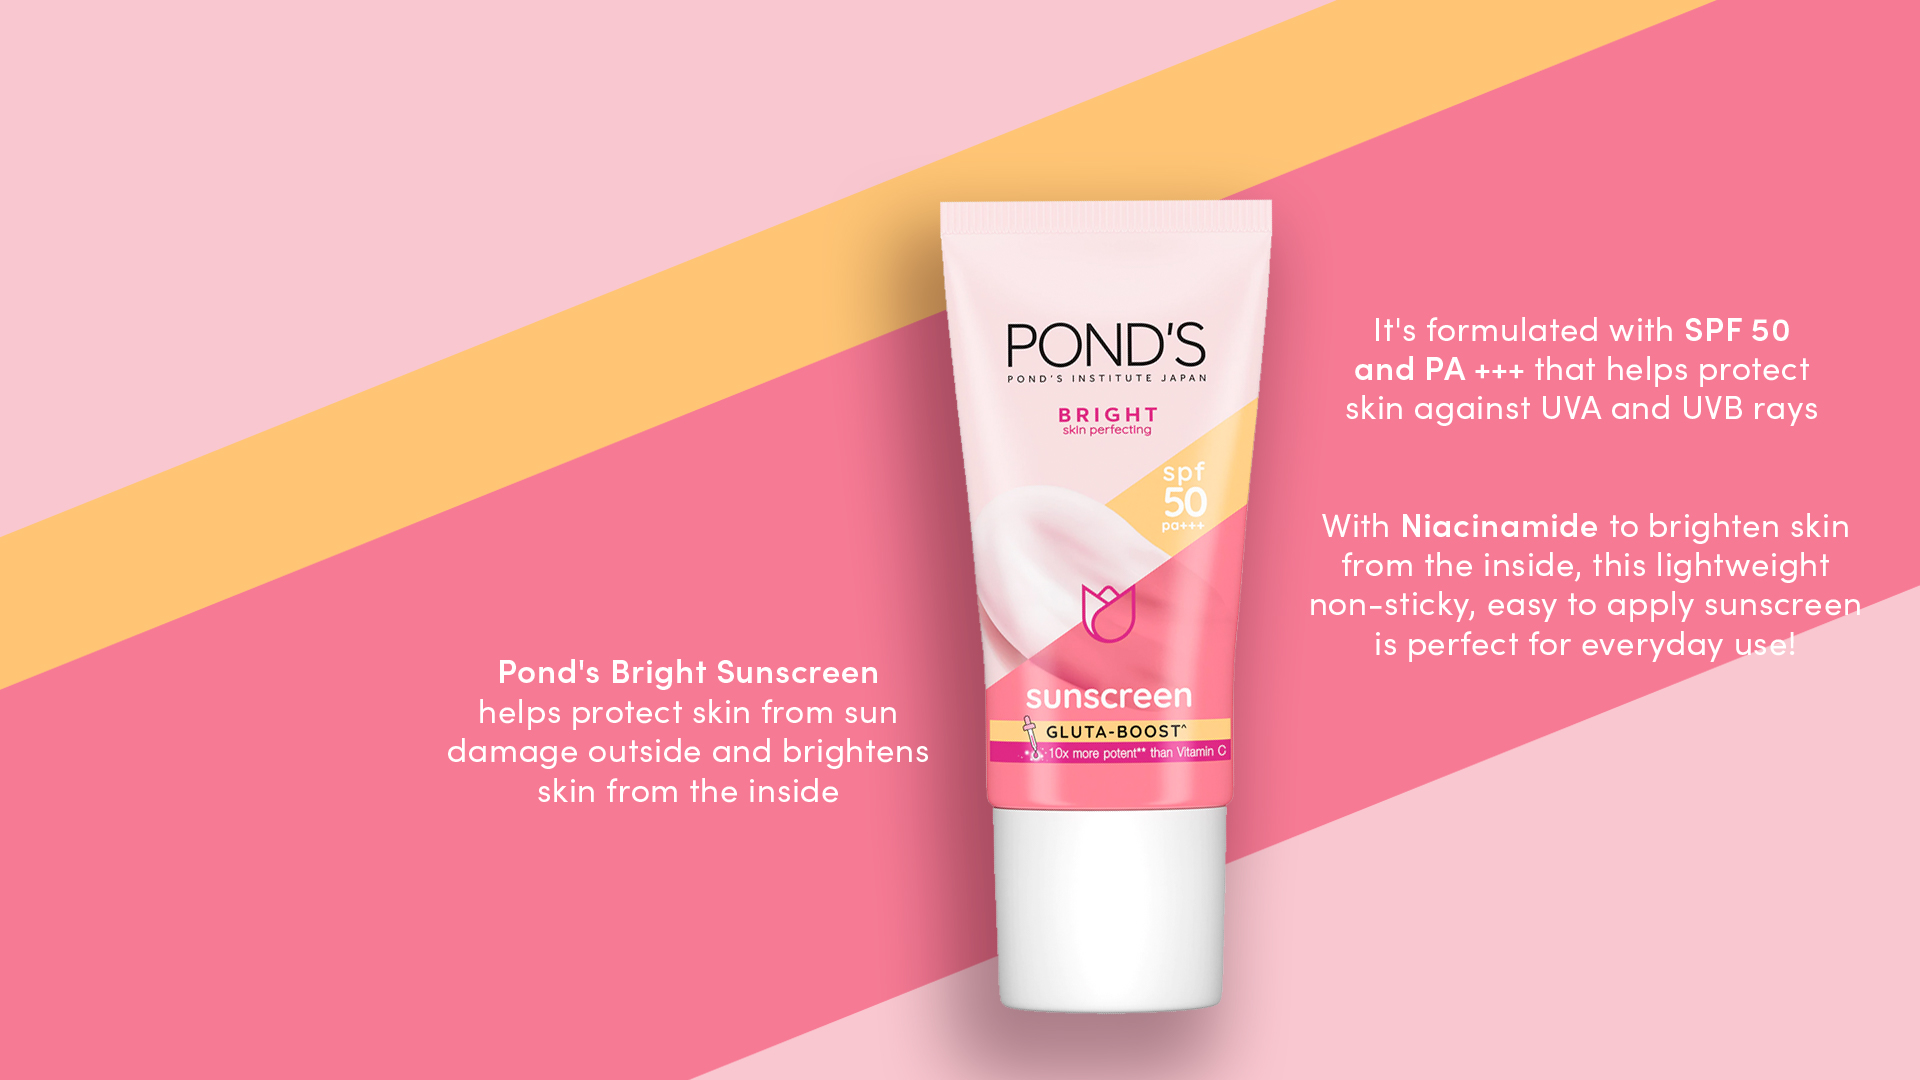 POND'S
POND'S INSTITUTE JAPAN
BRIGHT
skin perfecting
spf
50
pa+++
sunscreen
GLUTA-BOOST^
10x more potent** than Vitamin C
It's formulated with SPF 50
and PA +++ that helps protect
skin against UVA and UVB rays
With Niacinamide to brighten skin
from the inside, this lightweight
non-sticky, easy to apply sunscreen
is perfect for everyday use!
Pond's Bright Sunscreen
helps protect skin from sun
damage outside and brightens
skin from the inside